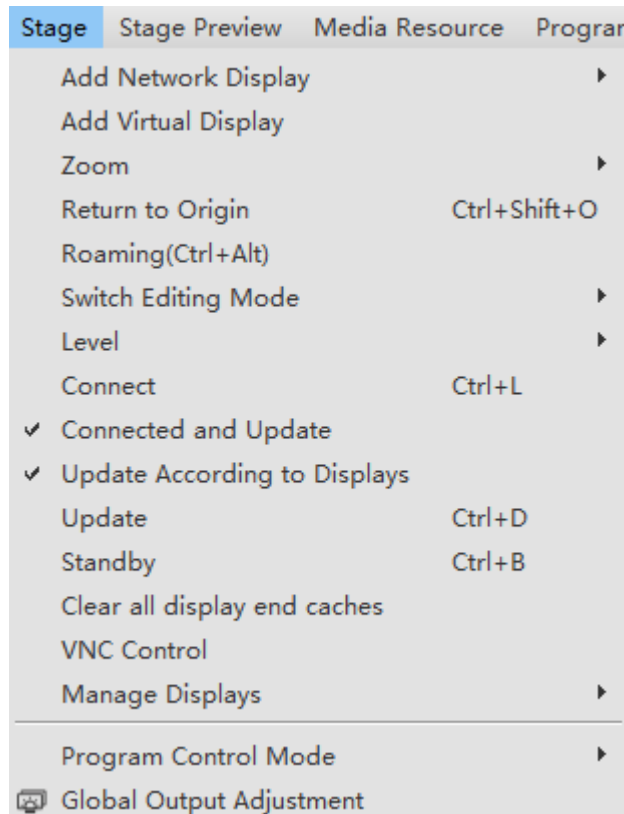 Stage Stage Preview Media Resource Progra
Add Network Display
Add Virtual Display
Zoom
Return to Origin Ctrl+Shift+O
Roaming(Ctrl+Alt)
Switch Editing Mode
Level
Connect Ctrl+L
Connected and Update
Update According to Displays
Update Ctrl+D
Standby Ctrl+B
Clear all display end caches
VNC Control
Manage Displays
Program Control Mode
Global Output Adjustment